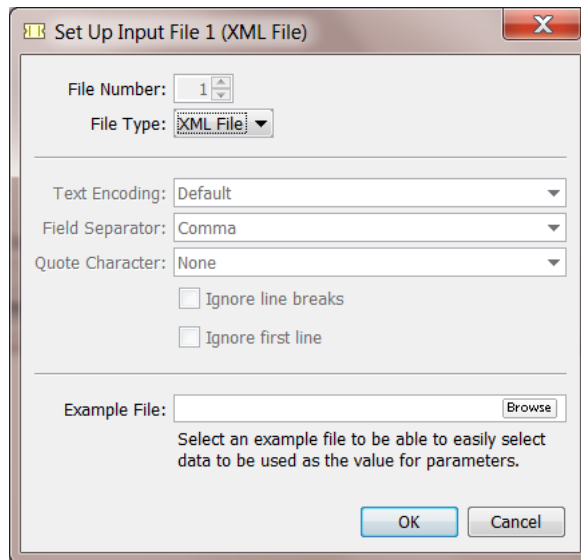 Set Up Input File 1 (XML File)
File Number: 1
File Type: XML File
Text Encoding: Default
Field Separator: Comma
Quote Character: None
Ignore line breaks
Ignore first line
Example File: Browse
Select an example file to be able to easily select
data to be used as the value for parameters.
OK Cancel